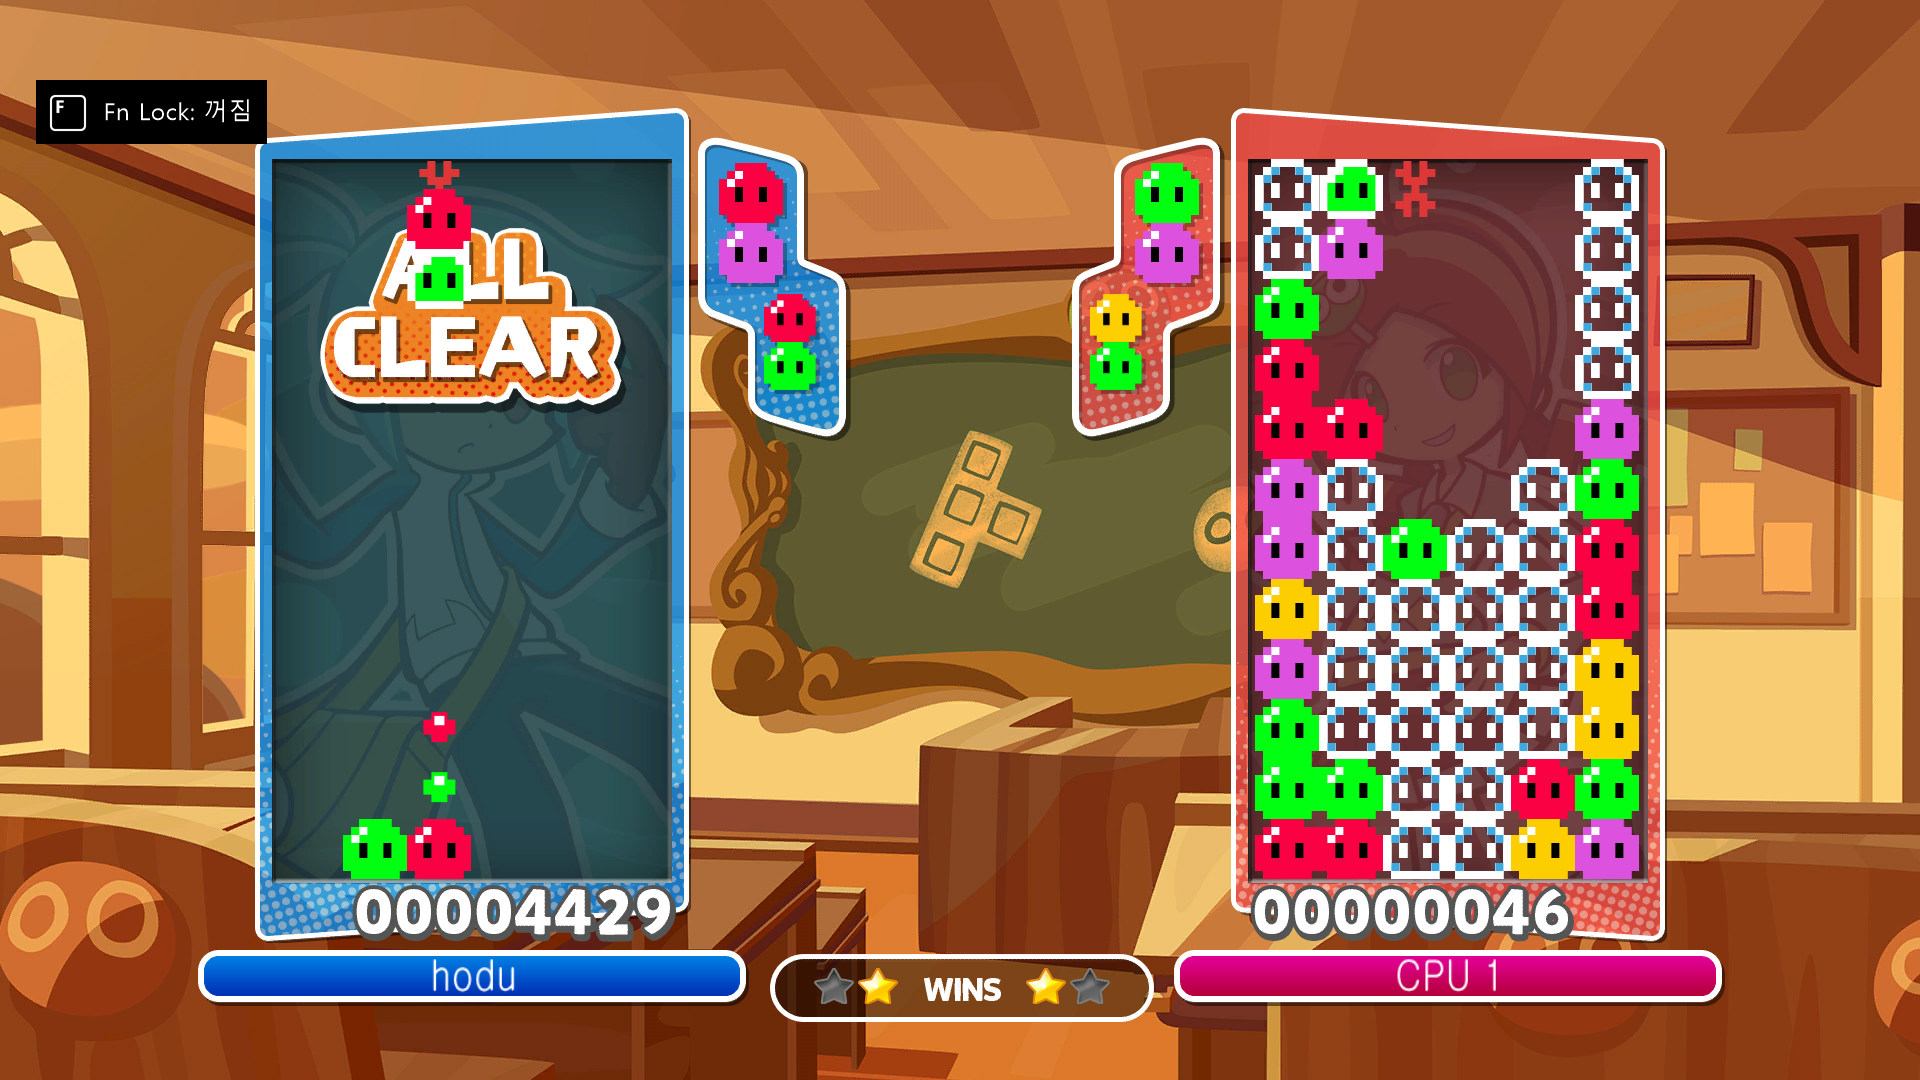 F
Fn Lock: 꺼짐
ALL
CLEAR
00004429
00000046
hodu
WINS
CPU 1